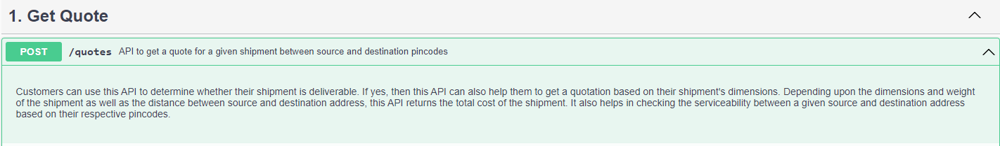 1. Get Quote
POST /quotes API to get a quote for a given shipment between source and destination pincodes
Customers can use this API to determine whether their shipment is deliverable. If yes, then this API can also help them to get a quotation based on their shipment's dimensions. Depending upon the dimensions and weight
of the shipment as well as the distance between source and destination address, this API returns the total cost of the shipment. It also helps in checking the serviceability between a given source and destination address
based on their respective pincodes.